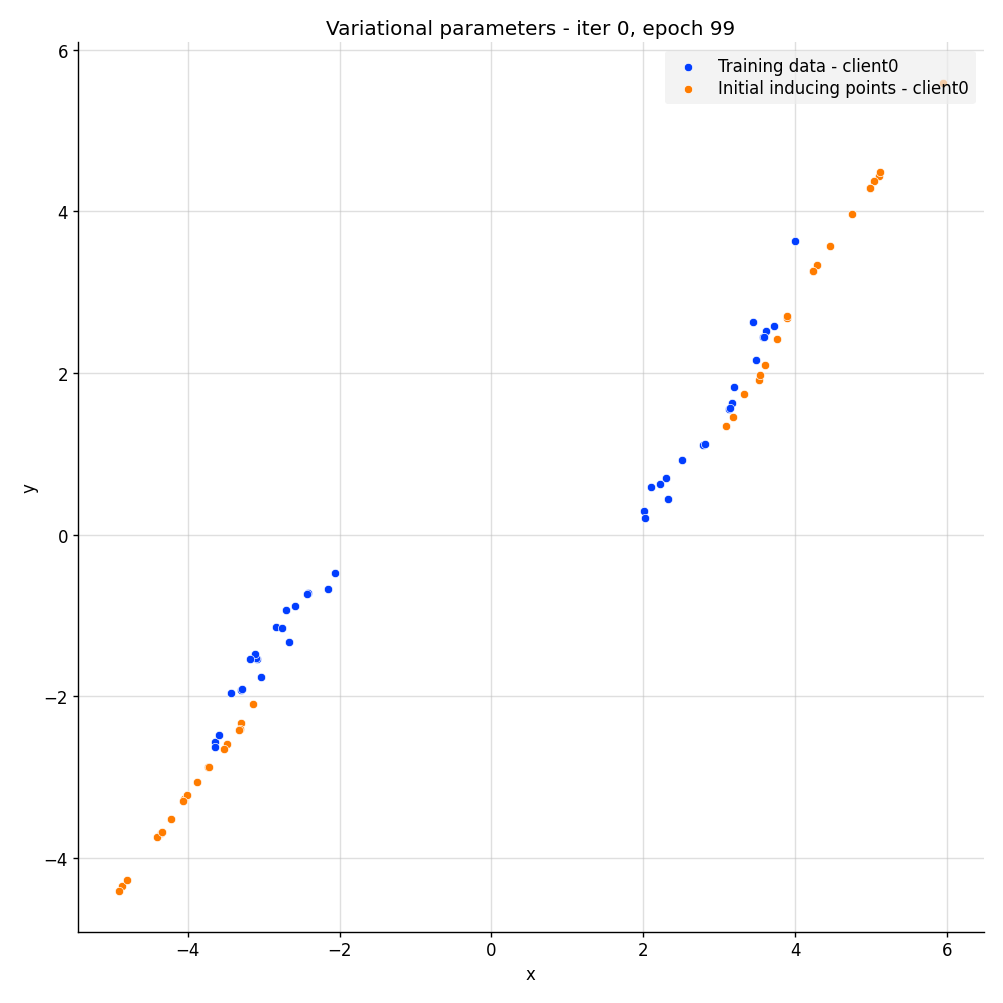 Variational parameters - iter 0, epoch 99
Training data - client0
Initial inducing points - client0
6
4
2
0
−2
−4
y
−4
−2
0
2
4
6
x